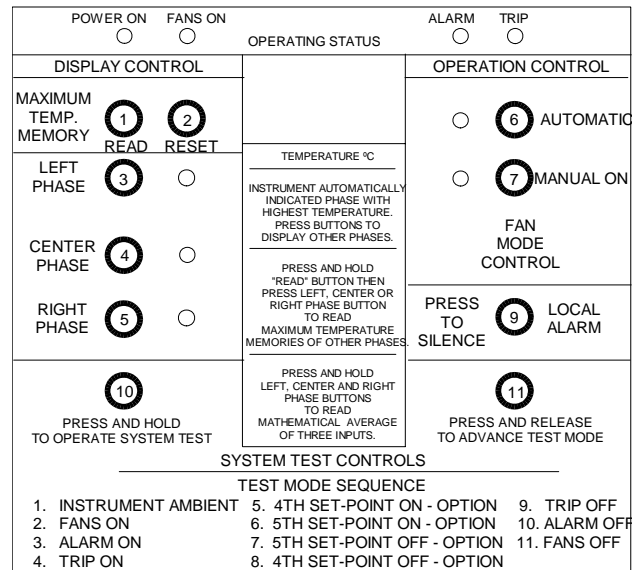 POWER ON FANS ON ALARM TRIP
OPERATING STATUS
DISPLAY CONTROL
OPERATION CONTROL
MAXIMUM
TEMP.
MEMORY
1
READ
2
RESET
LEFT
PHASE
3
CENTER
PHASE
4
RIGHT
PHASE
5
TEMPERATURE ºC
INSTRUMENT AUTOMATICALLY
INDICATED PHASE WITH
HIGHEST TEMPERATURE.
PRESS BUTTONS TO
DISPLAY OTHER PHASES.
PRESS AND HOLD
"READ" BUTTON THEN
PRESS LEFT, CENTER OR
RIGHT PHASE BUTTON
TO READ
MAXIMUM TEMPERATURE
MEMORIES OF OTHER PHASES.
PRESS AND HOLD
LEFT, CENTER AND RIGHT
PHASE BUTTONS
TO READ
MATHEMATICAL AVERAGE
OF THREE INPUTS.
6 AUTOMATIC
7 MANUAL ON
FAN
MODE
CONTROL
PRESS
TO
SILENCE
9
LOCAL
ALARM
10
PRESS AND HOLD
TO OPERATE SYSTEM TEST
11
PRESS AND RELEASE
TO ADVANCE TEST MODE
SYSTEM TEST CONTROLS
TEST MODE SEQUENCE
1. INSTRUMENT AMBIENT
2. FANS ON
3. ALARM ON
4. TRIP ON
5. 4TH SET-POINT ON - OPTION
6. 5TH SET-POINT ON - OPTION
7. 5TH SET-POINT OFF - OPTION
8. 4TH SET-POINT OFF - OPTION
9. TRIP OFF
10. ALARM OFF
11. FANS OFF